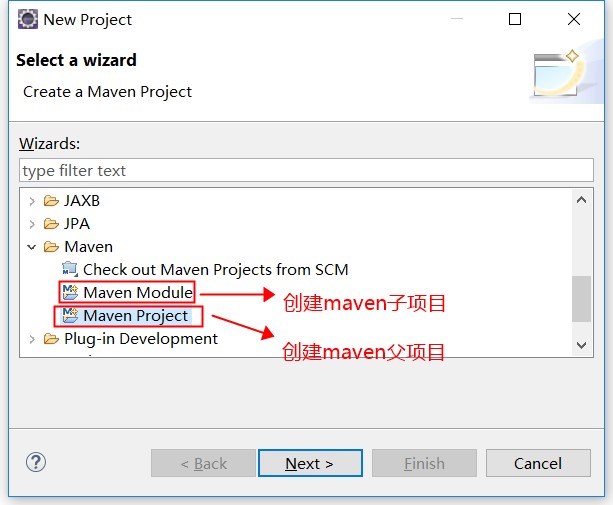 New Project
Select a wizard
Create a Maven Project
Wizards:
type filter text
JAXB
JPA
Maven
Check out Maven Projects from SCM
Maven Module
创建maven子项目
Maven Project
创建maven父项目
Plug-in Development
< Back
Next >
Finish
Cancel